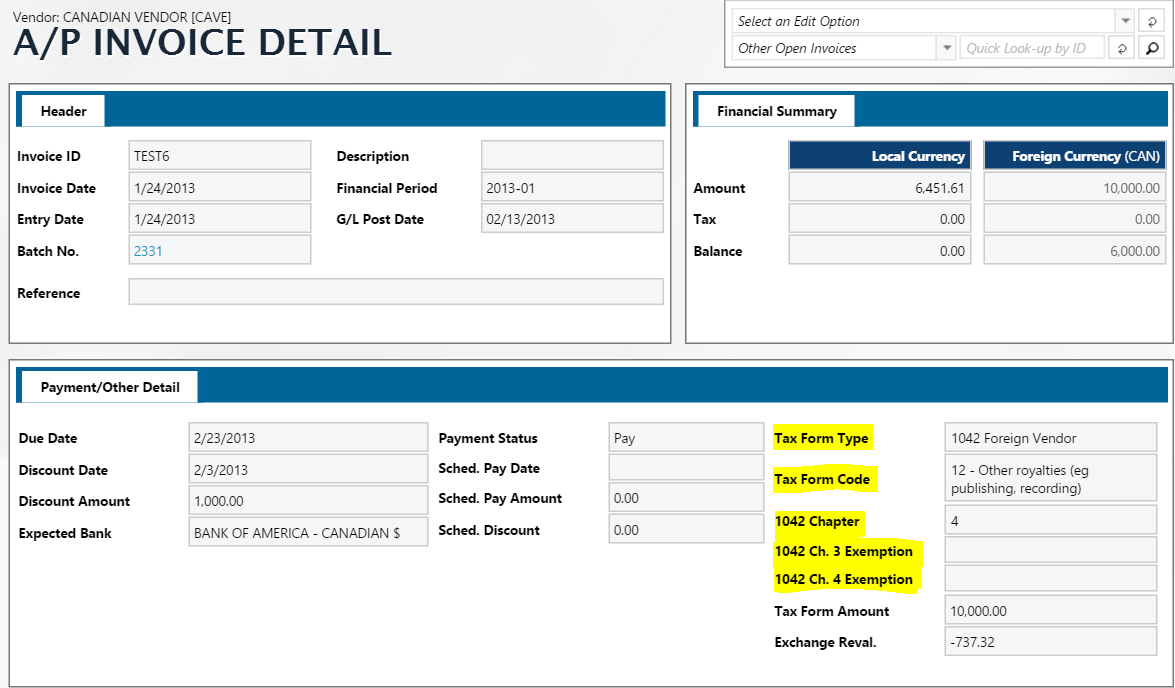 Vendor: CANADIAN VENDOR [CAVE]
A/P INVOICE DETAIL
Select an Edit Option
Other Open Invoices Quick Look-up by ID
Header
Invoice ID TEST6 Description
Invoice Date 1/24/2013 Financial Period 2013-01
Entry Date 1/24/2013 G/L Post Date 02/13/2013
Batch No. 2331
Reference
Financial Summary
Local Currency Foreign Currency (CAN)
Amount 6,451.61 10,000.00
Tax 0.00 0.00
Balance 0.00 6,000.00
Payment/Other Detail
Due Date 2/23/2013
Discount Date 2/3/2013
Discount Amount 1,000.00
Expected Bank BANK OF AMERICA - CANADIAN $
Payment Status Pay
Sched. Pay Date
Sched. Pay Amount 0.00
Sched. Discount 0.00
Tax Form Type 1042 Foreign Vendor
Tax Form Code 12 - Other royalties (eg
publishing, recording)
1042 Chapter 4
1042 Ch. 3 Exemption
1042 Ch. 4 Exemption
Tax Form Amount 10,000.00
Exchange Reval. -737.32